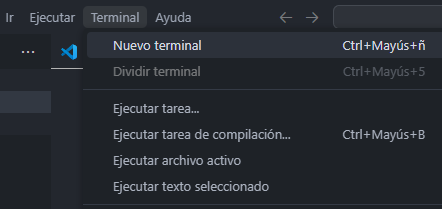 Ir Ejecutar Terminal Ayuda
Nuevo terminal Ctrl+Mayús+ñ
Dividir terminal Ctrl+Mayús+5
Ejecutar tarea...
Ejecutar tarea de compilación... Ctrl+Mayús+B
Ejecutar archivo activo
Ejecutar texto seleccionado